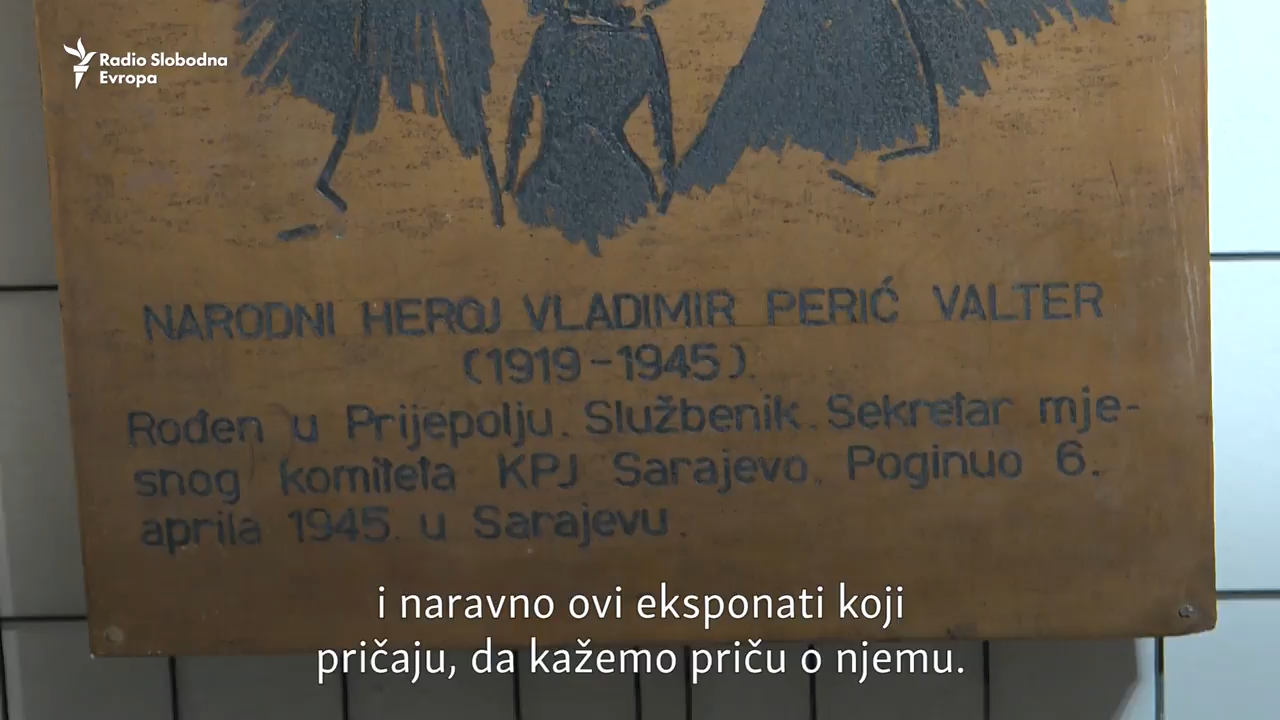 Radio Slobodna
Evropa
NARODNI HEROJ VLADIMIR PERIĆ VALTER
(1919-1945).
Rođen u Prijepolju. Službenik. Sekretar mje-
snog komiteta KPJ Sarajevo. Poginuo 6.
aprila 1945. u Sarajevu.
i naravno ovi eksponati koji
pričaju, da kažemo priču o njemu.